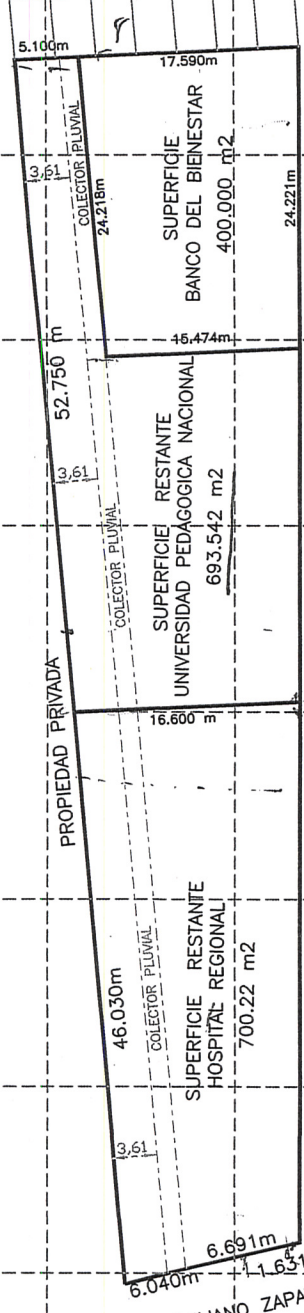 5.100m
17.590m
COLECTOR PLUVIAL
3,61
24.218m
SUPERFICIE
BANCO DEL BIENESTAR
400.000 m2
24.221m
15.474m
52.750 m
3,61
COLECTOR PLUVIAL
SUPERFICIE RESTANTE
UNIVERSIDAD PEDAGOGICA NACIONAL
693.542 m2
PROPIEDAD PRIVADA
16.600 m
46.030m
COLECTOR PLUVIAL
SUPERFICIE RESTANTE
HOSPITAL REGIONAL
700.22 m2
3,61
6.040m
6.691m
1.631